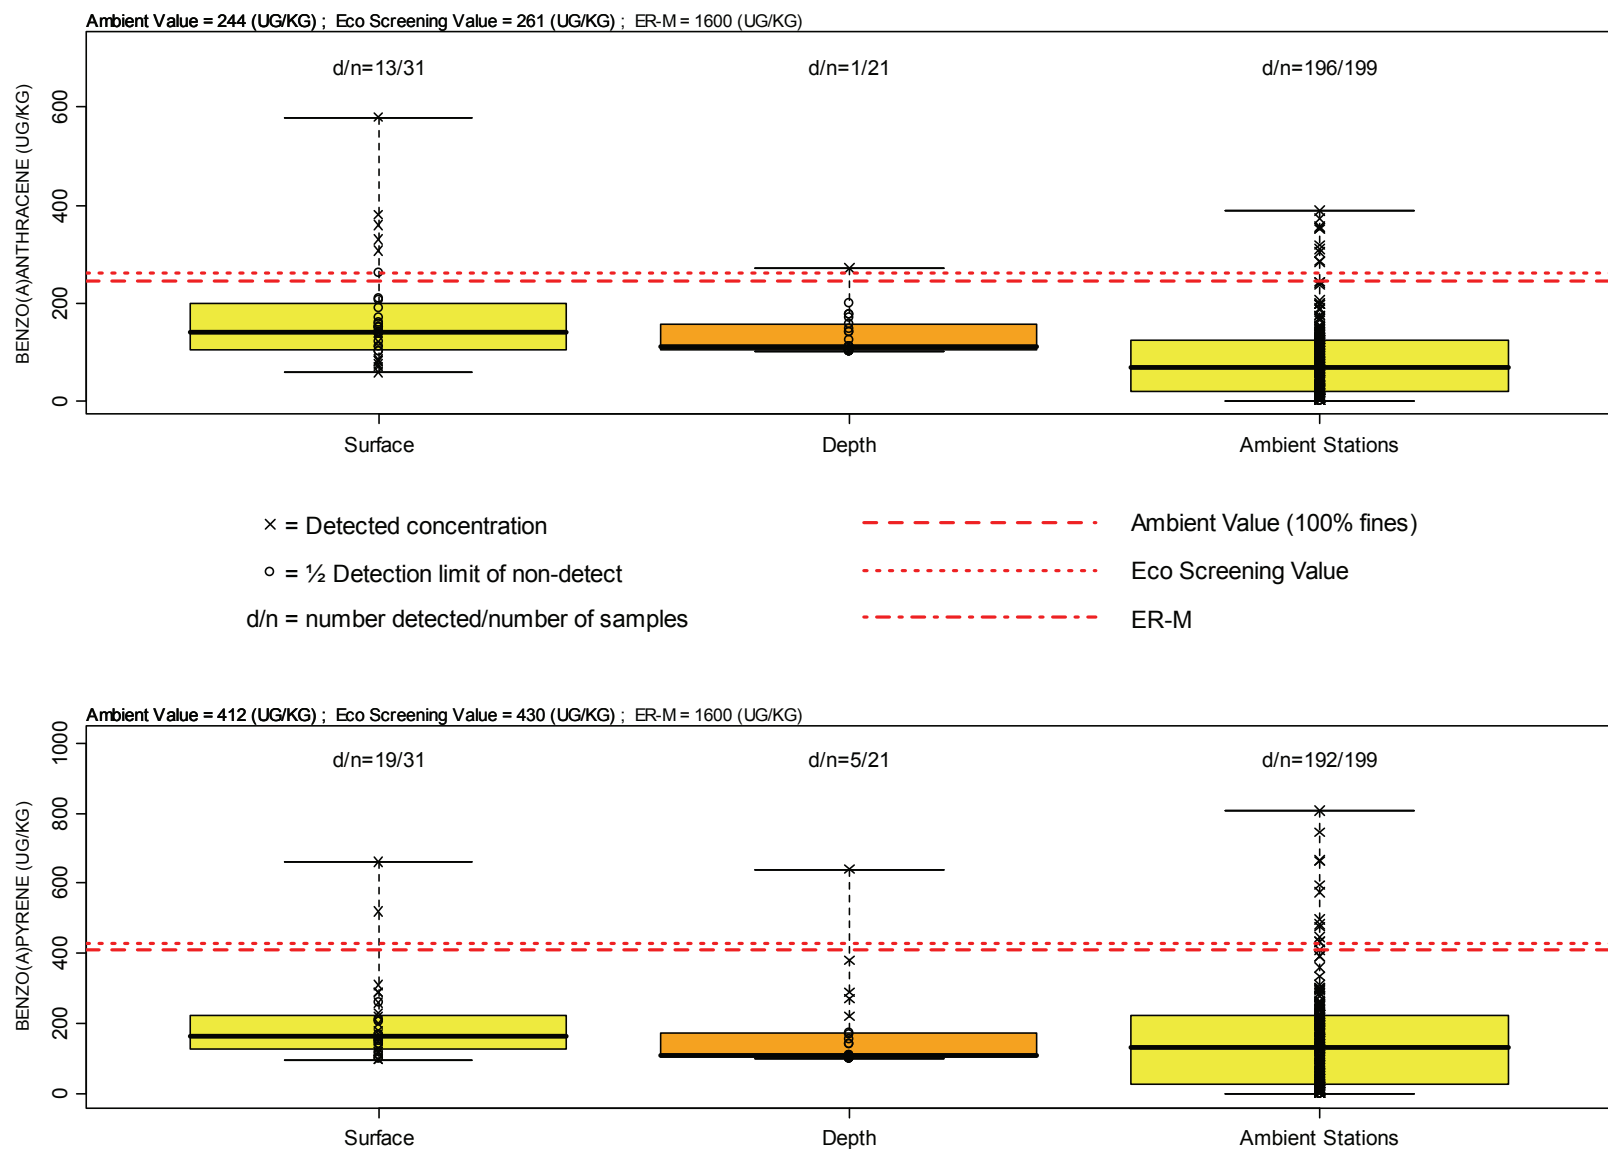 Ambient Value = 244 (UG/KG) ; Eco Screening Value = 261 (UG/KG) ; ER-M = 1600 (UG/KG)
d/n=13/31 d/n=1/21 d/n=196/199
BENZO(A)ANTHRACENE (UG/KG)
600
400
200
0
Surface Depth Ambient Stations
× = Detected concentration
○ = ½ Detection limit of non-detect
d/n = number detected/number of samples
Ambient Value (100% fines)
Eco Screening Value
ER-M
Ambient Value = 412 (UG/KG) ; Eco Screening Value = 430 (UG/KG) ; ER-M = 1600 (UG/KG)
d/n=19/31 d/n=5/21 d/n=192/199
BENZO(A)PYRENE (UG/KG)
1000
800
600
400
200
0
Surface Depth Ambient Stations